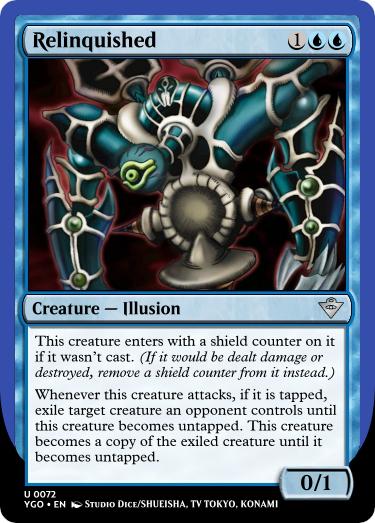 Relinquished
1
Creature — Illusion
This creature enters with a shield counter on it
if it wasn't cast. (If it would be dealt damage or
destroyed, remove a shield counter from it instead.)
Whenever this creature attacks, if it is tapped,
exile target creature an opponent controls until
this creature becomes untapped. This creature
becomes a copy of the exiled creature until it
becomes untapped.
0/1
U 0072
YGO • EN Studio Dice/SHUEISHA, TV TOKYO, KONAMI